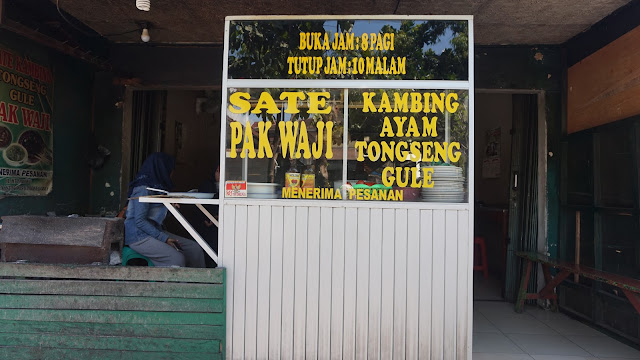 BUKA JAM : 8 PAGI
TUTUP JAM : 10 MALAM
SATE
PAK WAJI
KAMBING
AYAM
TONGSENG
GULE
MENERIMA PESANAN
TONGSENG
GULE
PAK WAJI
MENERIMA PESANAN